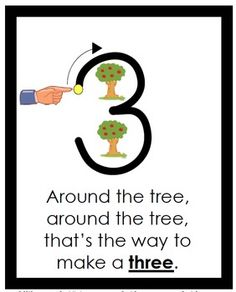 3
Around the tree,
around the tree,
that's the way to
make a three.